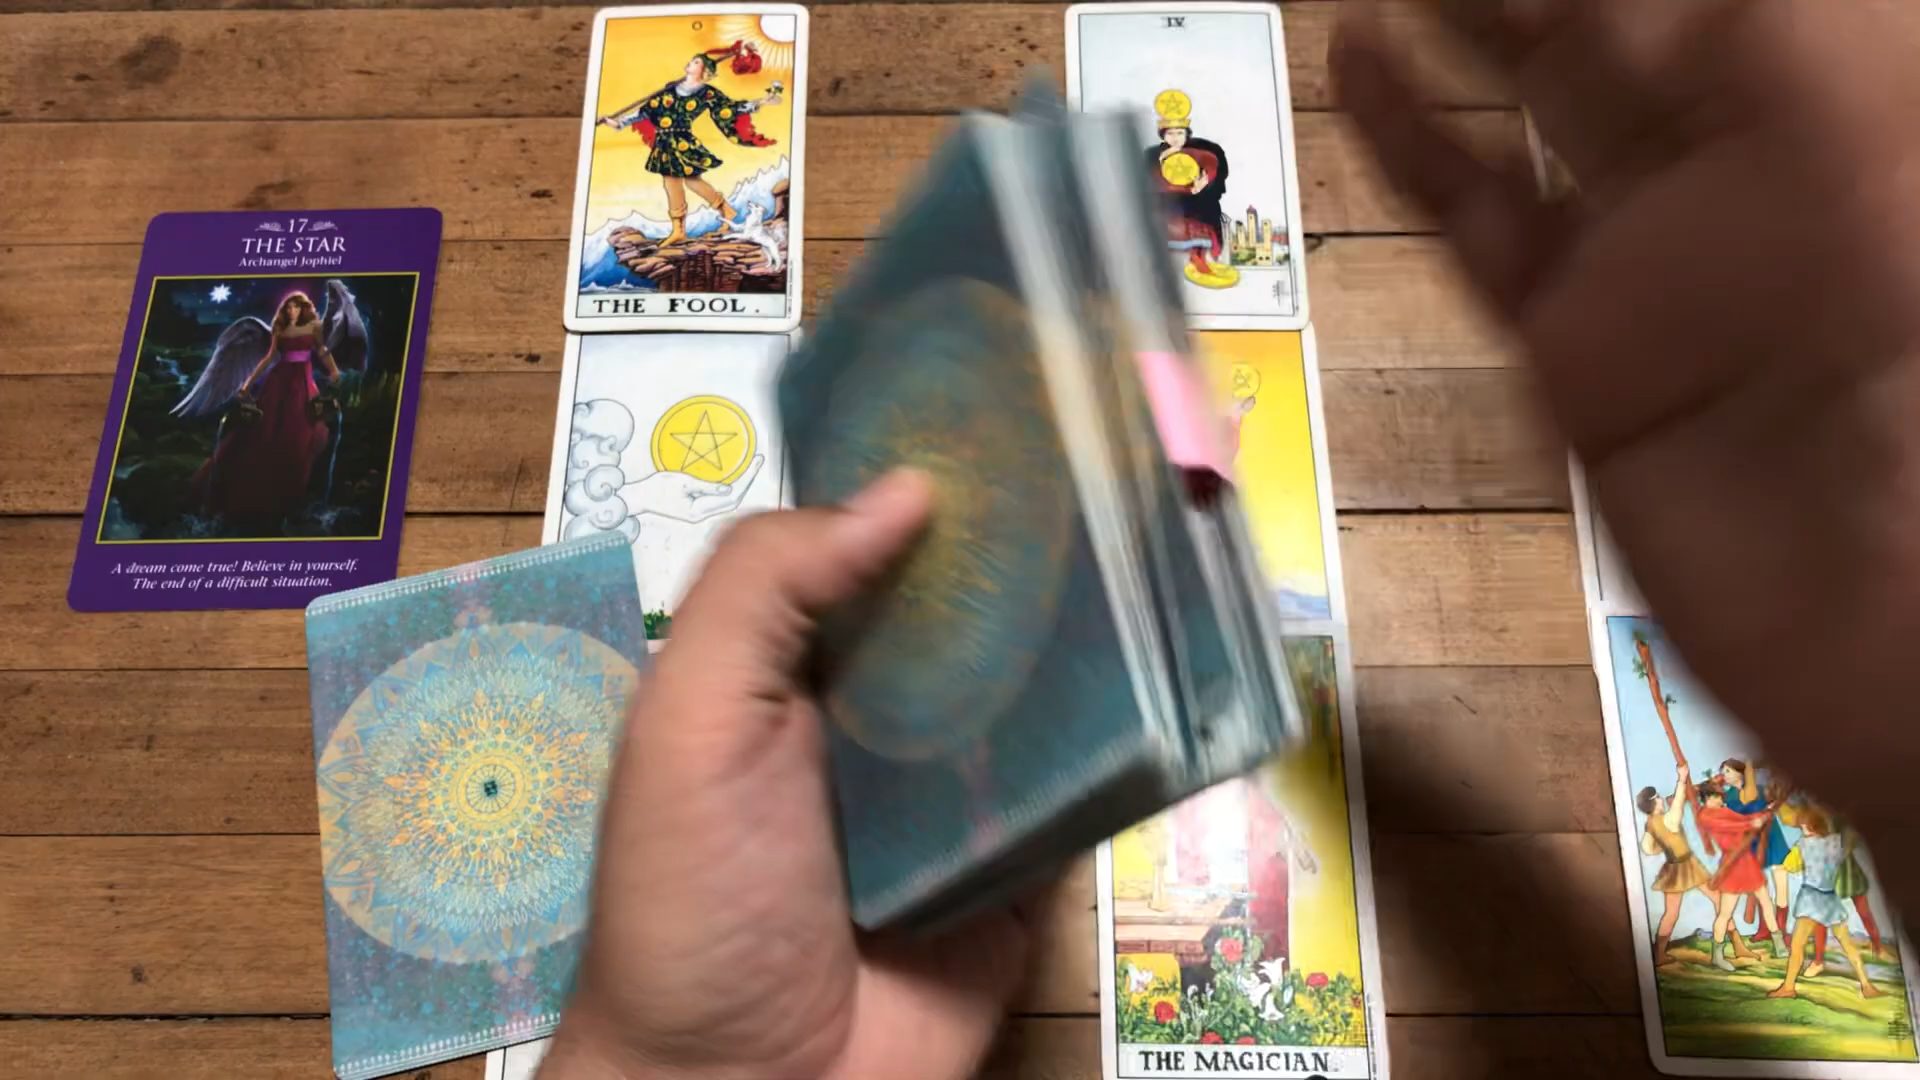 17
THE STAR
Archangel Jophiel
A dream come true! Believe in yourself.
The end of a difficult situation.
0
THE FOOL.
IV
THE MAGICIAN.